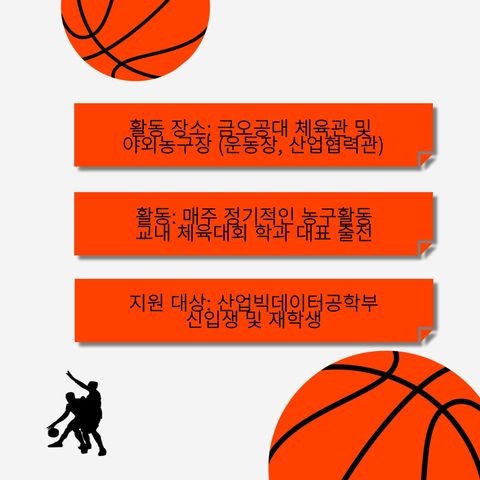 활동 장소: 금오공대 체육관 및
야외농구장 (운동장, 산업협력관)
활동: 매주 정기적인 농구활동
교내 체육대회 학과 대표 출전
지원 대상: 산업빅데이터공학부
신입생 및 재학생